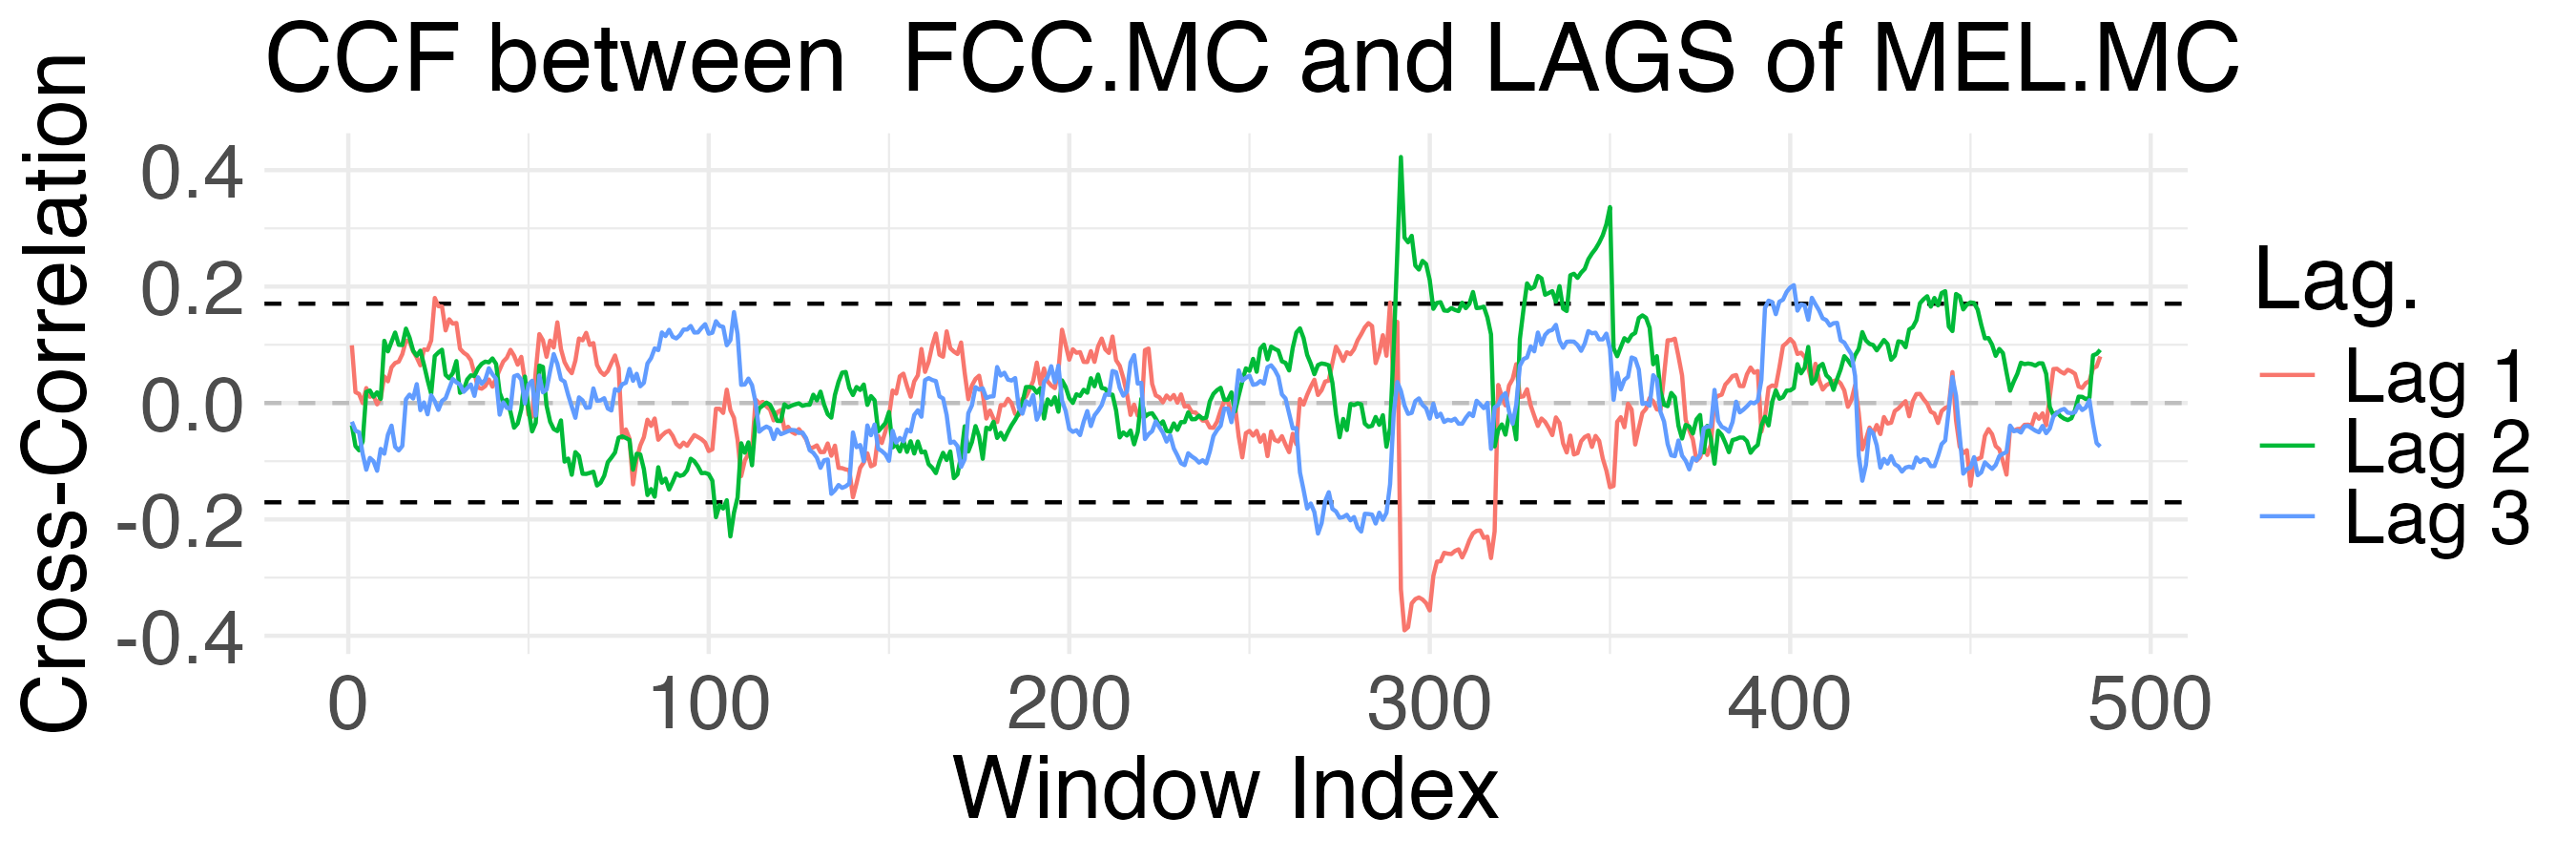 CCF between  FCC.MC and LAGS of MEL.MC
Cross-Correlation
0.4
0.2
0.0
-0.2
-0.4
0 100 200 300 400 500
Window Index
Lag.
Lag 1
Lag 2
Lag 3